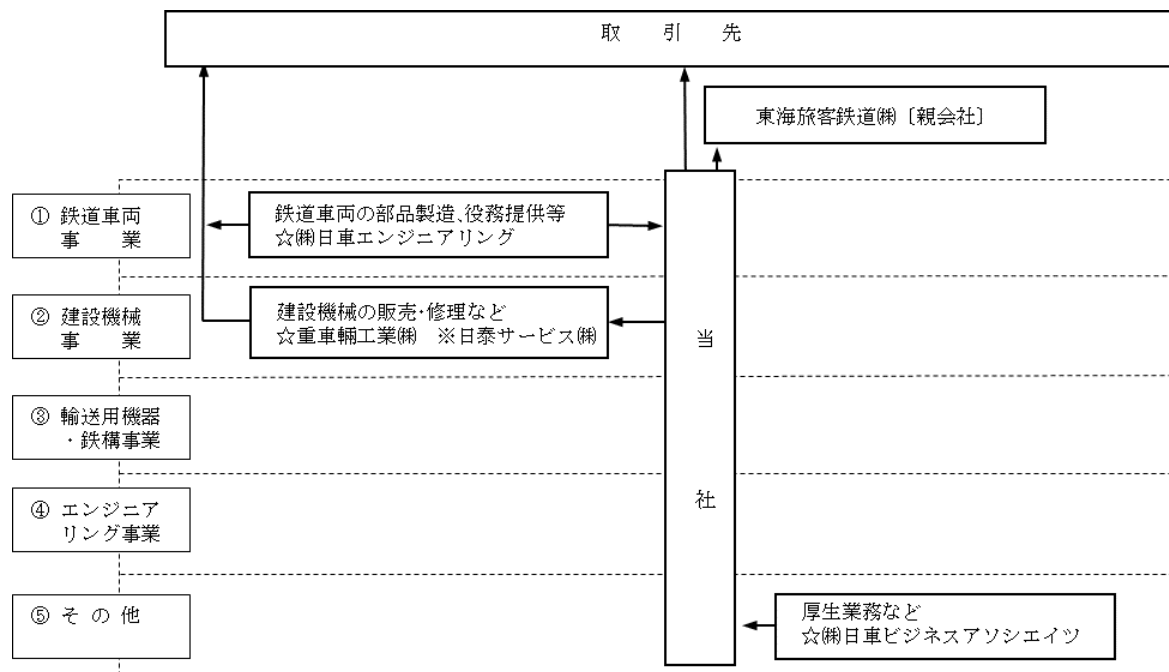 取 引 先
東海旅客鉄道㈱〔親会社〕
① 鉄道車両
事 業
鉄道車両の部品製造、役務提供等
☆㈱日車エンジニアリング
② 建設機械
事 業
建設機械の販売・修理など
☆重車輛工業㈱ ※日泰サービス㈱
当 社
③ 輸送用機器
・鉄構事業
④ エンジニア
リング事業
⑤ そ の 他
厚生業務など
☆㈱日車ビジネスアソシエイツ